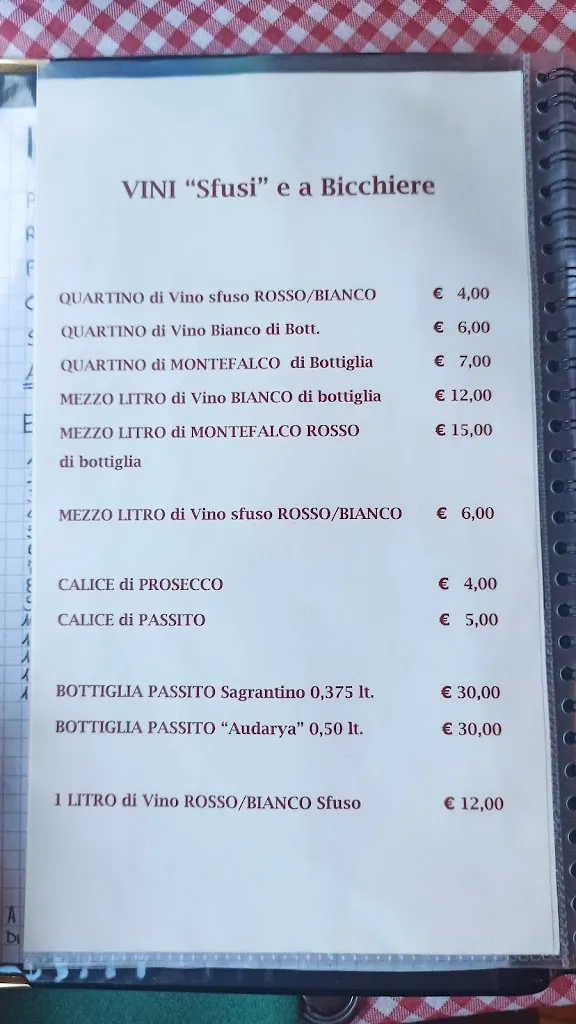 VINI “Sfusi” e a Bicchiere
QUARTINO di Vino sfuso ROSSO/BIANCO € 4,00
QUARTINO di Vino Bianco di Bott. € 6,00
QUARTINO di MONTEFALCO di Bottiglia € 7,00
MEZZO LITRO di Vino BIANCO di bottiglia € 12,00
MEZZO LITRO di MONTEFALCO ROSSO € 15,00
di bottiglia
MEZZO LITRO di Vino sfuso ROSSO/BIANCO € 6,00
CALICE di PROSECCO € 4,00
CALICE di PASSITO € 5,00
BOTTIGLIA PASSITO Sagrantino 0,375 lt. € 30,00
BOTTIGLIA PASSITO “Audarya” 0,50 lt. € 30,00
1 LITRO di Vino ROSSO/BIANCO Sfuso € 12,00